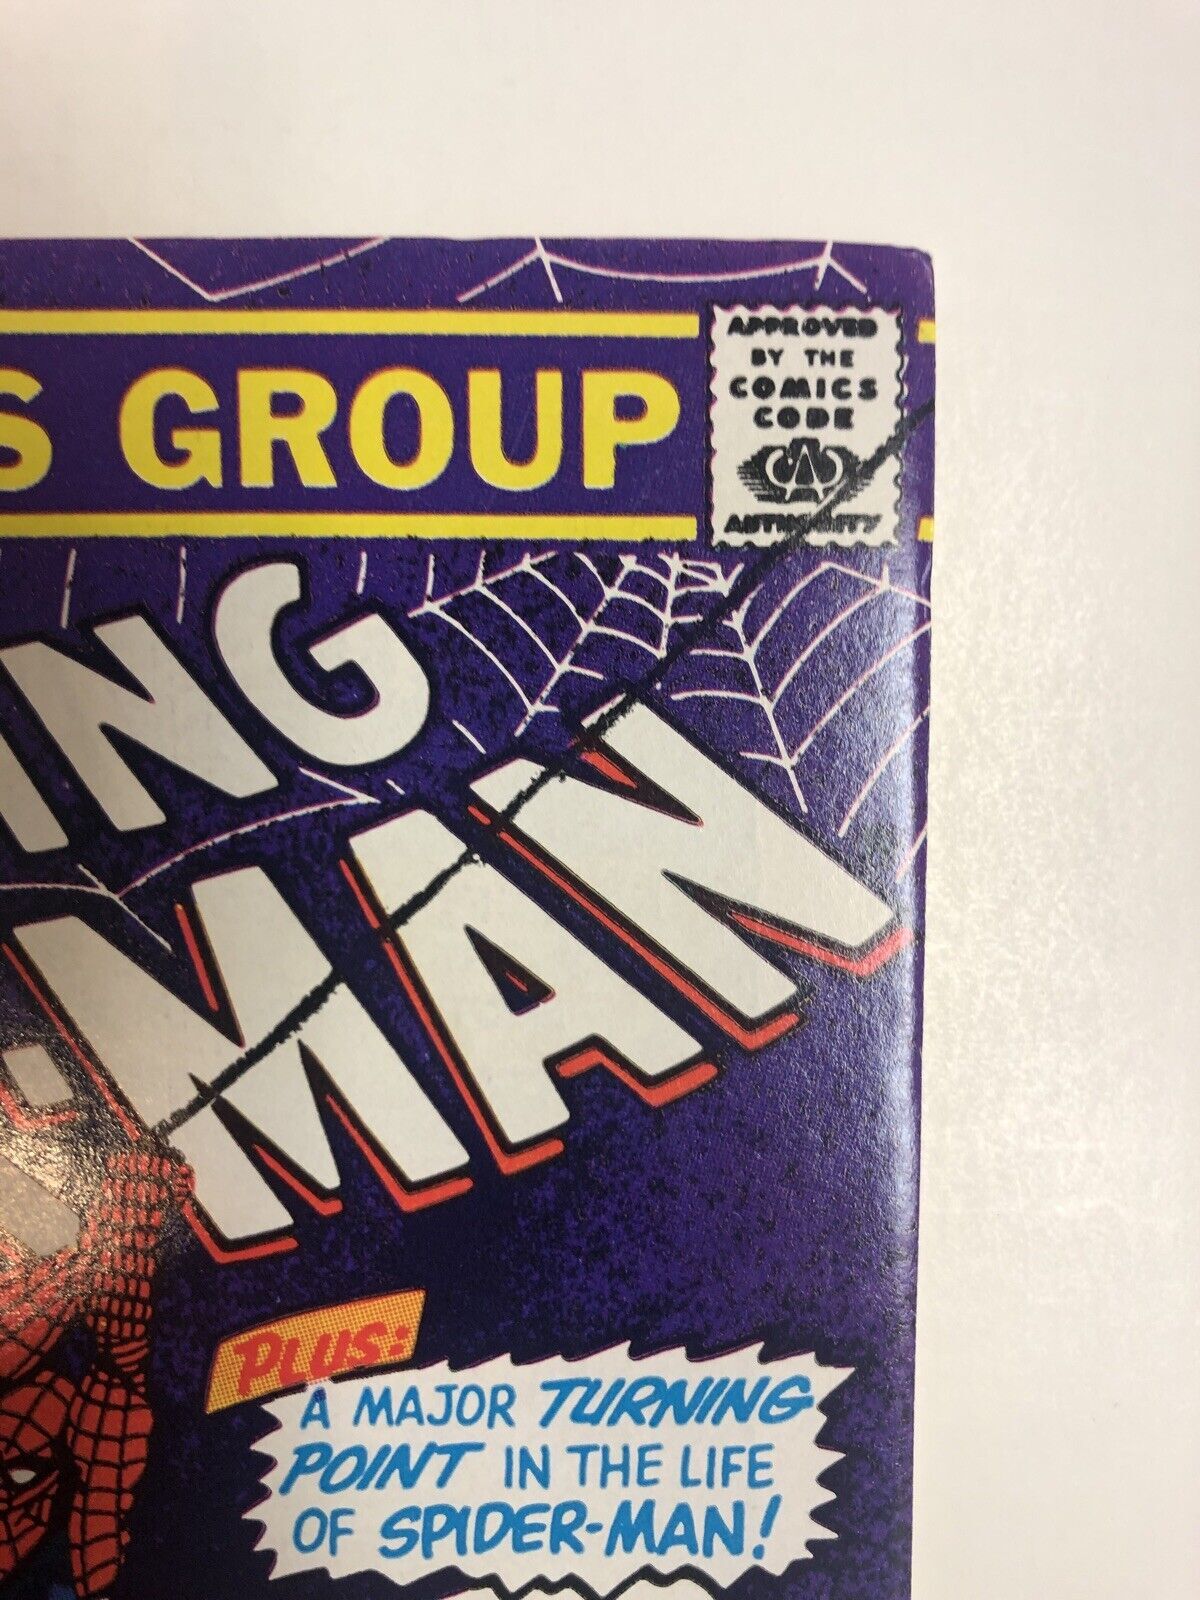 S GROUP
APPROVED
BY THE
COMICS
CODE
AUTHORITY
ING
MAN
PLUS:
A MAJOR TURNING
POINT IN THE LIFE
OF SPIDER-MAN!